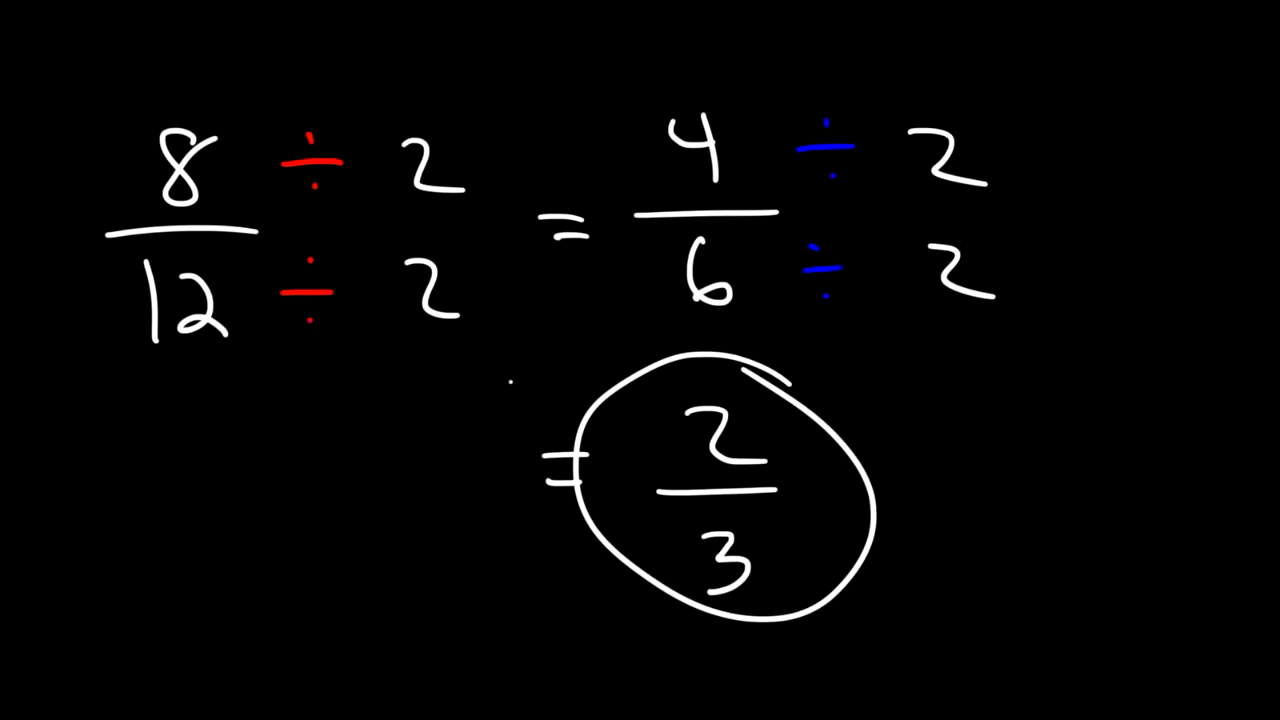 8 ÷ 2 = 4 ÷ 2
12 ÷ 2 6 ÷ 2
= 2
3